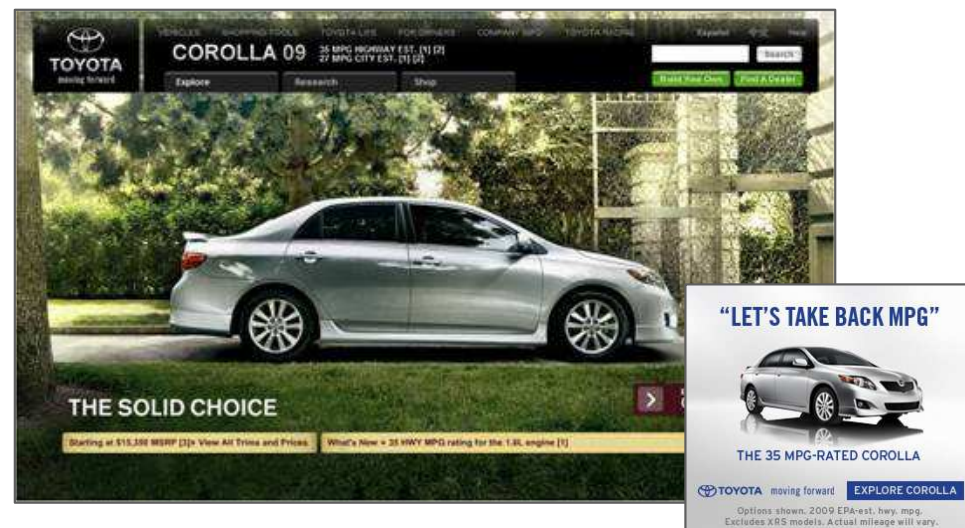 VEHICLES SHOPPING TOOLS TOYOTA LIFE FOR OWNERS COMPANY INFO TOYOTA RACING Español 中文 Help
TOYOTA
moving forward
COROLLA 09
35 MPG HIGHWAY EST. [1] [2]
27 MPG CITY EST. [1] [2]
Search
Explore Research Shop
Build Your Own Find A Dealer
THE SOLID CHOICE
Starting at $15,350 MSRP [3]» View All Trims and Prices
What's New » 35 HWY MPG rating for the 1.8L engine [1]
“LET'S TAKE BACK MPG”
THE 35 MPG-RATED COROLLA
TOYOTA moving forward EXPLORE COROLLA
Options shown. 2009 EPA-est. hwy. mpg.
Excludes XRS models. Actual mileage will vary.